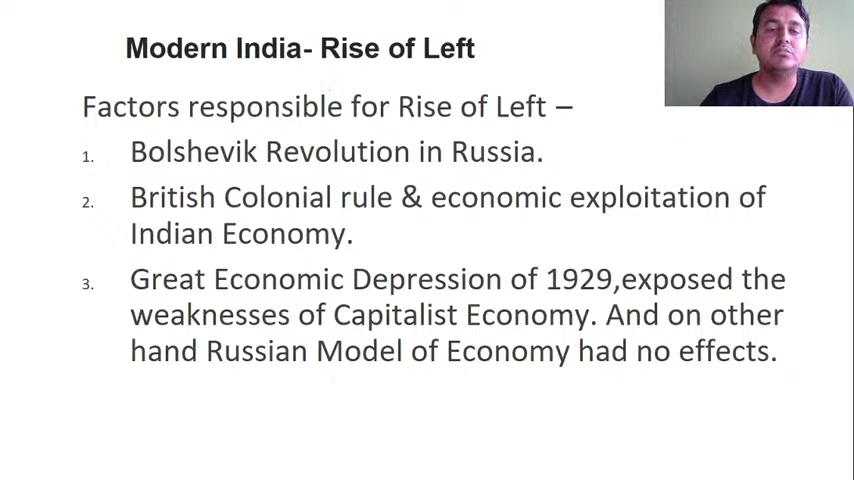 Modern India- Rise of Left
Factors responsible for Rise of Left –
1. Bolshevik Revolution in Russia.
2. British Colonial rule & economic exploitation of
Indian Economy.
3. Great Economic Depression of 1929,exposed the
weaknesses of Capitalist Economy. And on other
hand Russian Model of Economy had no effects.